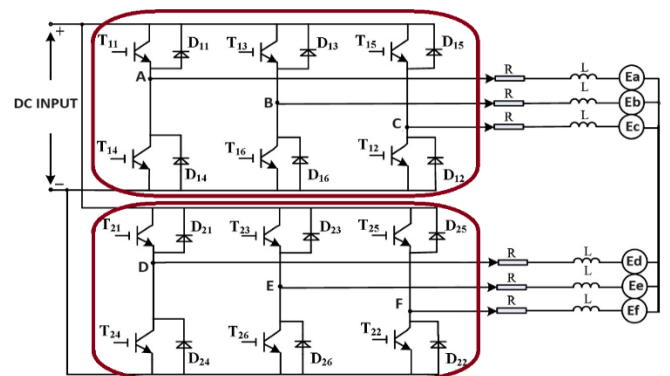 +
T11 D11 T13 D13 T15 D15
A R L Ea
DC INPUT B R L Eb
C R L Ec
T14 D14 T16 D16 T12 D12
−
T21 D21 T23 D23 T25 D25
D R L Ed
E R L Ee
F R L Ef
T24 D24 T26 D26 T22 D22